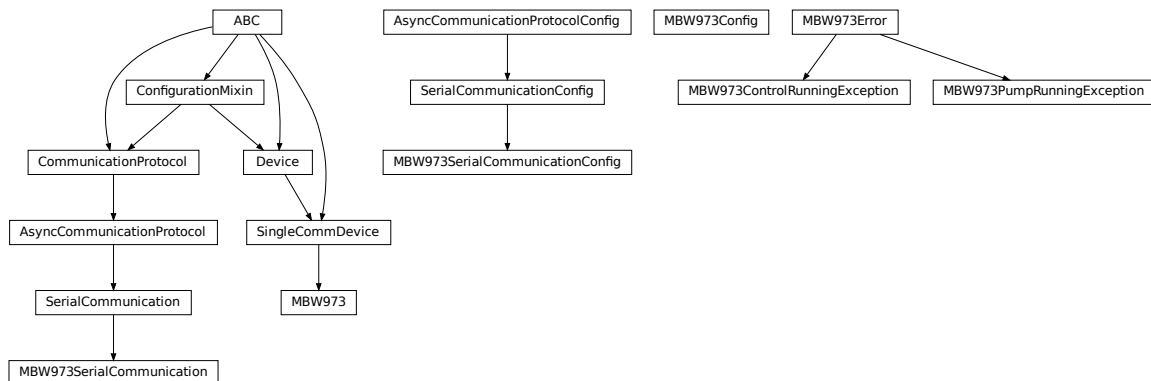 ABC
AsyncCommunicationProtocolConfig
MBW973Config
MBW973Error
ConfigurationMixin
SerialCommunicationConfig
MBW973ControlRunningException
MBW973PumpRunningException
CommunicationProtocol
Device
MBW973SerialCommunicationConfig
AsyncCommunicationProtocol
SingleCommDevice
SerialCommunication
MBW973
MBW973SerialCommunication